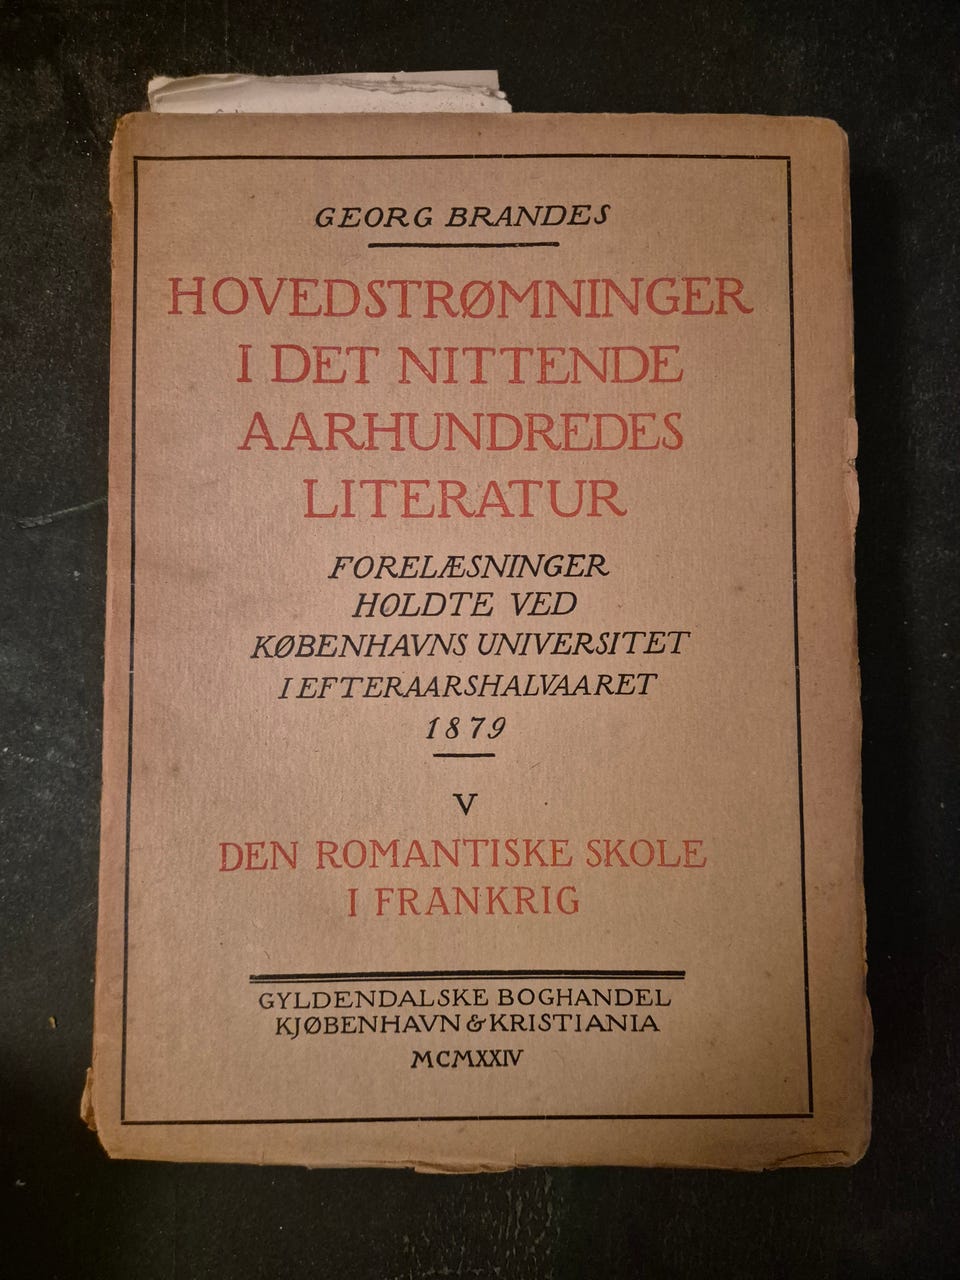 GEORG BRANDES
HOVEDSTRØMNINGER
I DET NITTENDE
AARHUNDREDES
LITERATUR
FORELÆSNINGER
HOLDTE VED
KØBENHAVNS UNIVERSITET
I EFTERAARSHALVAARET
1879
V
DEN ROMANTISKE SKOLE
I FRANKRIG
GYLDENDALSKE BOGHANDEL
KJØBENHAVN & KRISTIANIA
MCMXXIV